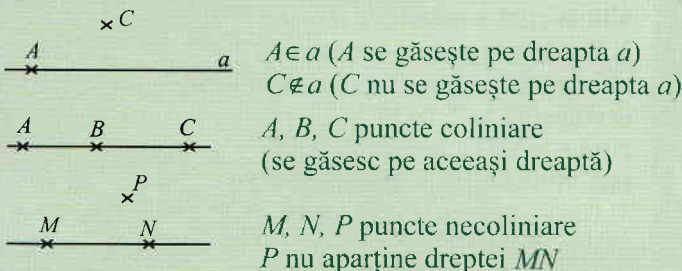 C
A
a
A∈a (A se găsește pe dreapta a)
C∉a (C nu se găsește pe dreapta a)
A B C
A, B, C puncte coliniare
(se găsesc pe aceeași dreaptă)
P
M N
M, N, P puncte necoliniare
P nu aparține dreptei MN